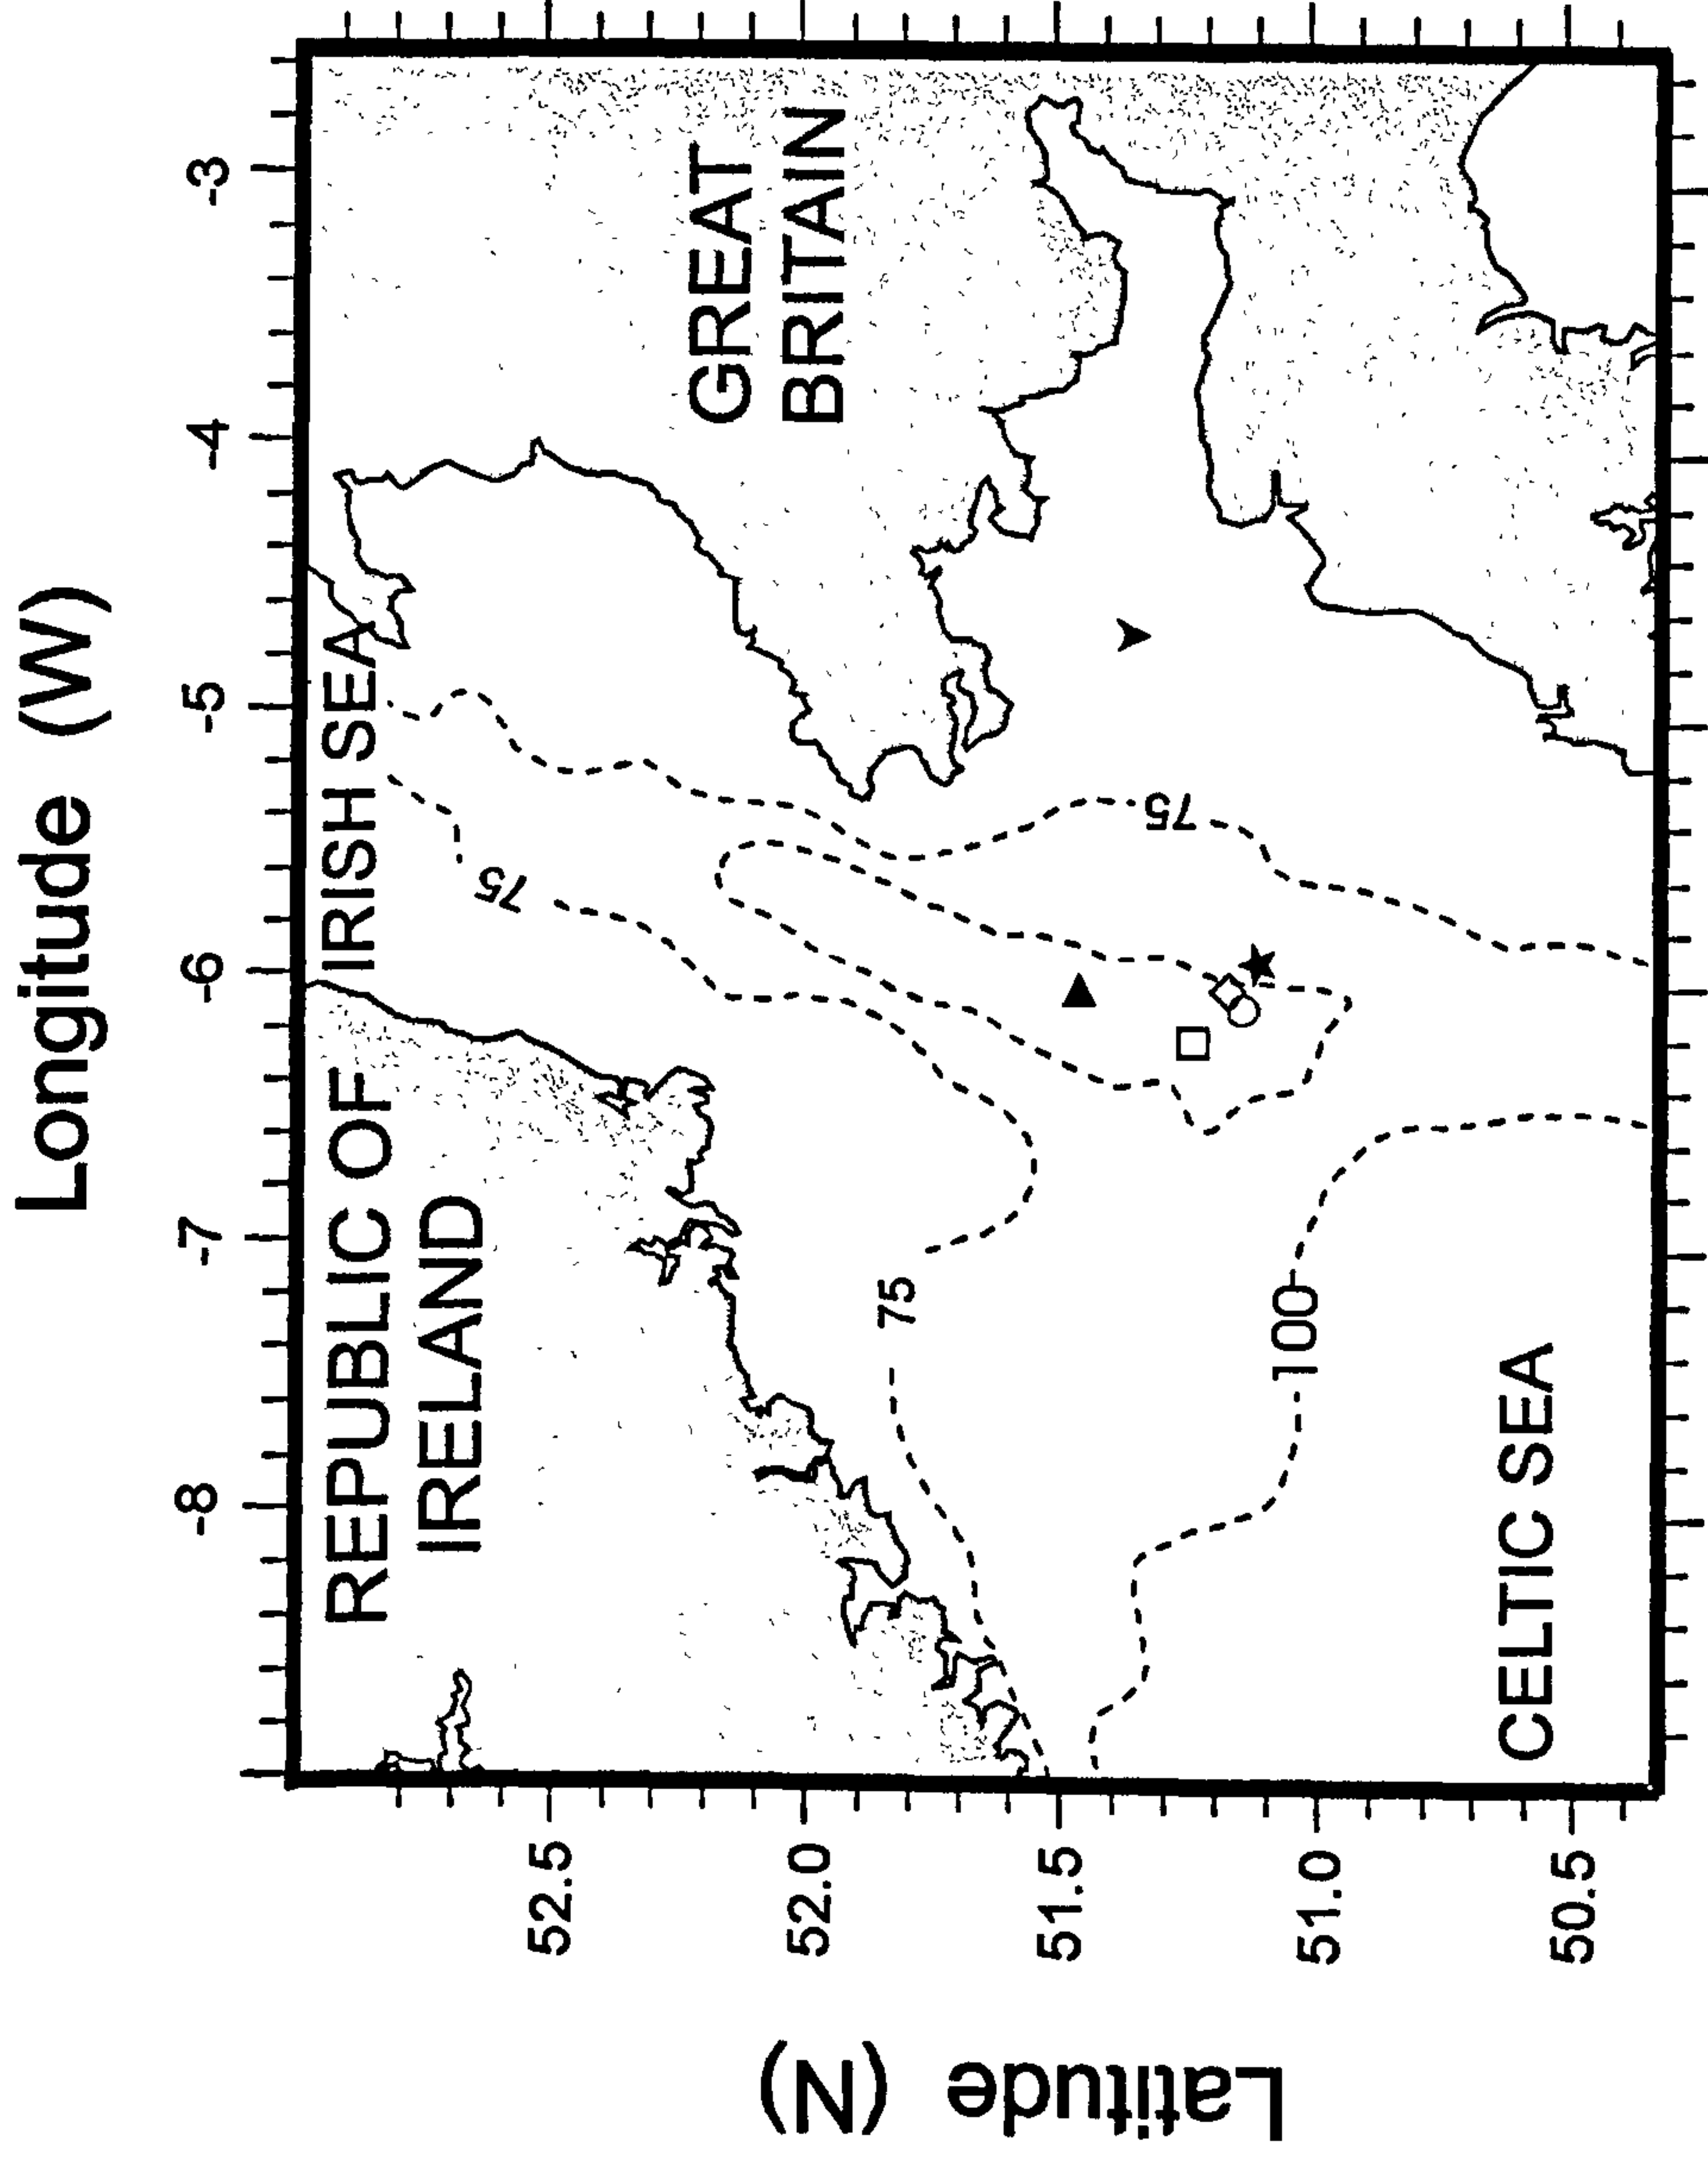 Longitude (W)
-8
-7
-6
-5
-4
-3
REPUBLIC OF
IRELAND
IRISH SEA
GREAT
BRITAIN
75
75
75
100
CELTIC SEA
52.5
52.0
51.5
51.0
50.5
Latitude (N)